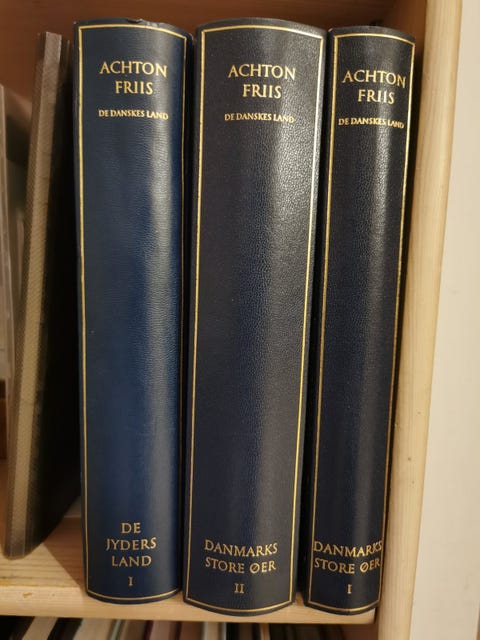 ACHTON
FRIIS
DE DANSKES LAND
DE
JYDERS
LAND
I
ACHTON
FRIIS
DE DANSKES LAND
DANMARKS
STORE ØER
II
ACHTON
FRIIS
DE DANSKES LAND
DANMARKS
STORE ØER
I